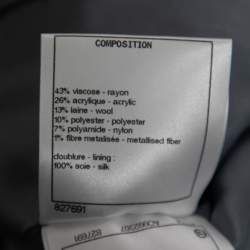 COMPOSITION
43% viscose - rayon
26% acrylique - acrylic
13% laine - wool
10% polyester - polyester
7% polyamide - nylon
1% fibre metalisée - metallised fiber
doublure - lining :
100% soie - silk
827691
827691